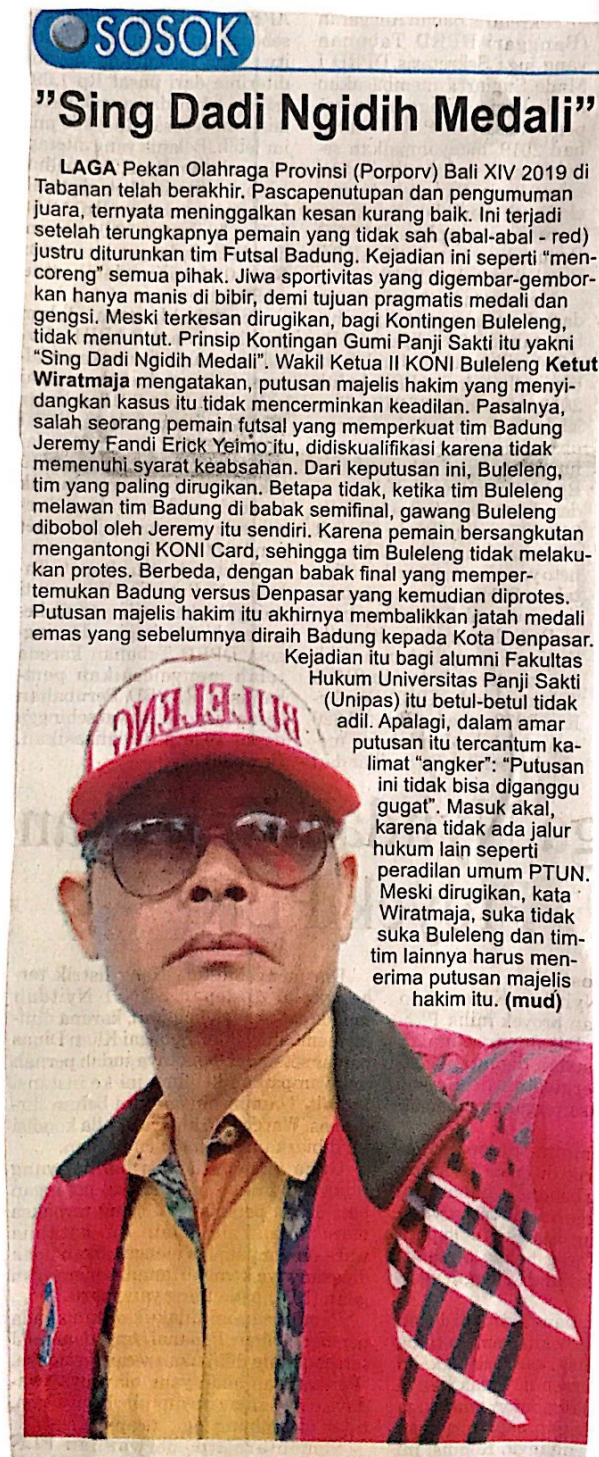 SOSOK
"Sing Dadi Ngidih Medali"
LAGA Pekan Olahraga Provinsi (Porporv) Bali XIV 2019 di
Tabanan telah berakhir. Pascapenutupan dan pengumuman
juara, ternyata meninggalkan kesan kurang baik. Ini terjadi
setelah terungkapnya pemain yang tidak sah (abal-abal - red)
justru diturunkan tim Futsal Badung. Kejadian ini seperti "men-
coreng" semua pihak. Jiwa sportivitas yang digembar-gembor-
kan hanya manis di bibir, demi tujuan pragmatis medali dan
gengsi. Meski terkesan dirugikan, bagi Kontingen Buleleng,
tidak menuntut. Prinsip Kontingan Gumi Panji Sakti itu yakni
"Sing Dadi Ngidih Medali". Wakil Ketua II KONI Buleleng Ketut
Wiratmaja mengatakan, putusan majelis hakim yang menyi-
dangkan kasus itu tidak mencerminkan keadilan. Pasalnya,
salah seorang pemain futsal yang memperkuat tim Badung
Jeremy Fandi Erick Yeimo itu, didiskualifikasi karena tidak
memenuhi syarat keabsahan. Dari keputusan ini, Buleleng,
tim yang paling dirugikan. Betapa tidak, ketika tim Buleleng
melawan tim Badung di babak semifinal, gawang Buleleng
dibobol oleh Jeremy itu sendiri. Karena pemain bersangkutan
mengantongi KONI Card, sehingga tim Buleleng tidak melaku-
kan protes. Berbeda, dengan babak final yang memper-
temukan Badung versus Denpasar yang kemudian diprotes.
Putusan majelis hakim itu akhirnya membalikkan jatah medali
emas yang sebelumnya diraih Badung kepada Kota Denpasar.
Kejadian itu bagi alumni Fakultas
Hukum Universitas Panji Sakti
(Unipas) itu betul-betul tidak
adil. Apalagi, dalam amar
putusan itu tercantum ka-
limat "angker": "Putusan
ini tidak bisa diganggu
gugat". Masuk akal,
karena tidak ada jalur
hukum lain seperti
peradilan umum PTUN.
Meski dirugikan, kata
Wiratmaja, suka tidak
suka Buleleng dan tim-
tim lainnya harus men-
erima putusan majelis
hakim itu. (mud)
BULELENG